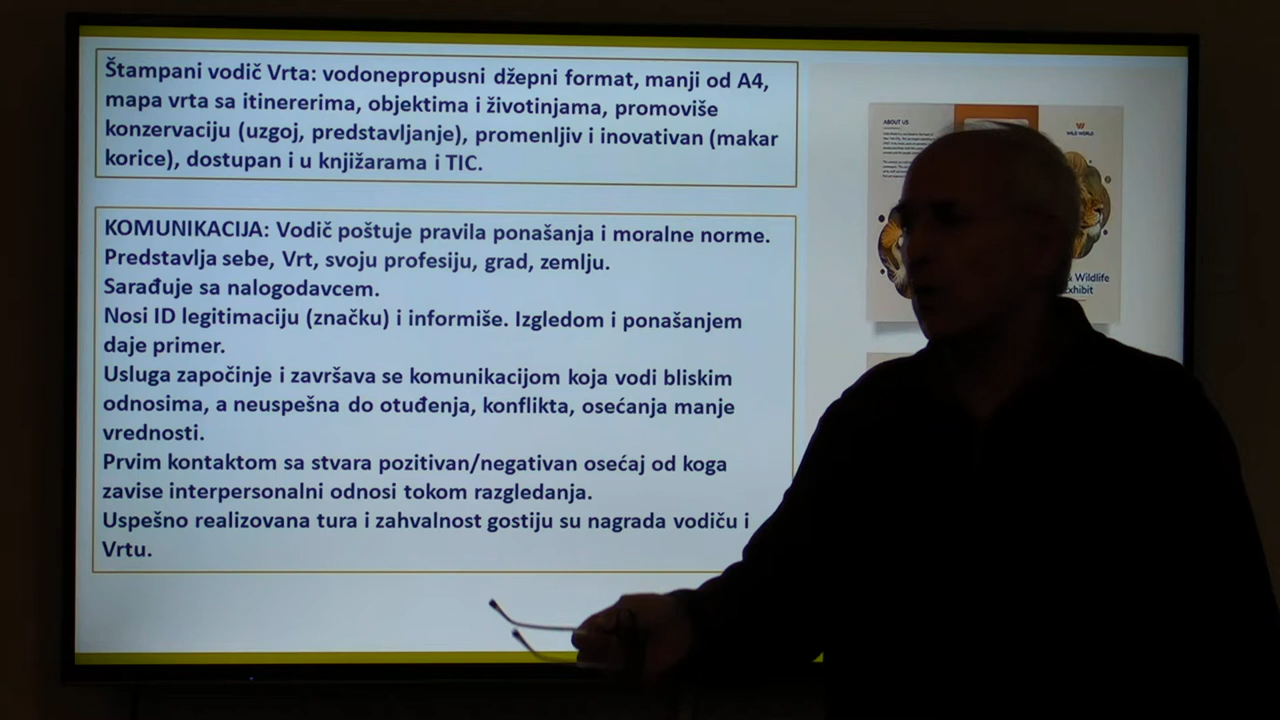 Štampani vodič Vrta: vodonepropusni džepni format, manji od A4,
mapa vrta sa itinererima, objektima i životinjama, promoviše
konzervaciju (uzgoj, predstavljanje), promenljiv i inovativan (makar
korice), dostupan i u knjižarama i TIC.
KOMUNIKACIJA: Vodič poštuje pravila ponašanja i moralne norme.
Predstavlja sebe, Vrt, svoju profesiju, grad, zemlju.
Sarađuje sa nalogodavcem.
Nosi ID legitimaciju (značku) i informiše. Izgledom i ponašanjem
daje primer.
Usluga započinje i završava se komunikacijom koja vodi bliskim
odnosima, a neuspešna do otuđenja, konflikta, osećanja manje
vrednosti.
Prvim kontaktom sa stvara pozitivan/negativan osećaj od koga
zavise interpersonalni odnosi tokom razgledanja.
Uspešno realizovana tura i zahvalnost gostiju su nagrada vodiču i
Vrtu.
ABOUT US
WILD WORLD
& Wildlife
Exhibit